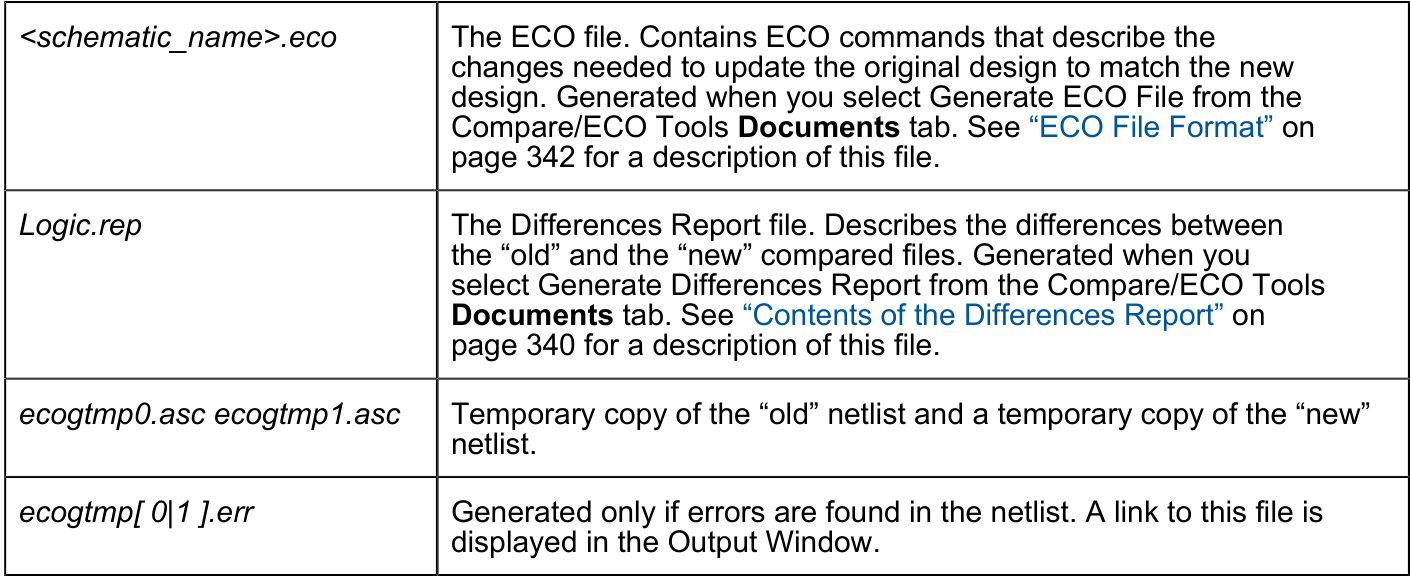 <schematic_name>.eco
The ECO file. Contains ECO commands that describe the
changes needed to update the original design to match the new
design. Generated when you select Generate ECO File from the
Compare/ECO Tools Documents tab. See “ECO File Format” on
page 342 for a description of this file.
Logic.rep
The Differences Report file. Describes the differences between
the “old” and the “new” compared files. Generated when you
select Generate Differences Report from the Compare/ECO Tools
Documents tab. See “Contents of the Differences Report” on
page 340 for a description of this file.
ecogtmp0.asc ecogtmp1.asc
Temporary copy of the “old” netlist and a temporary copy of the “new”
netlist.
ecogtmp[ 0|1 ].err
Generated only if errors are found in the netlist. A link to this file is
displayed in the Output Window.